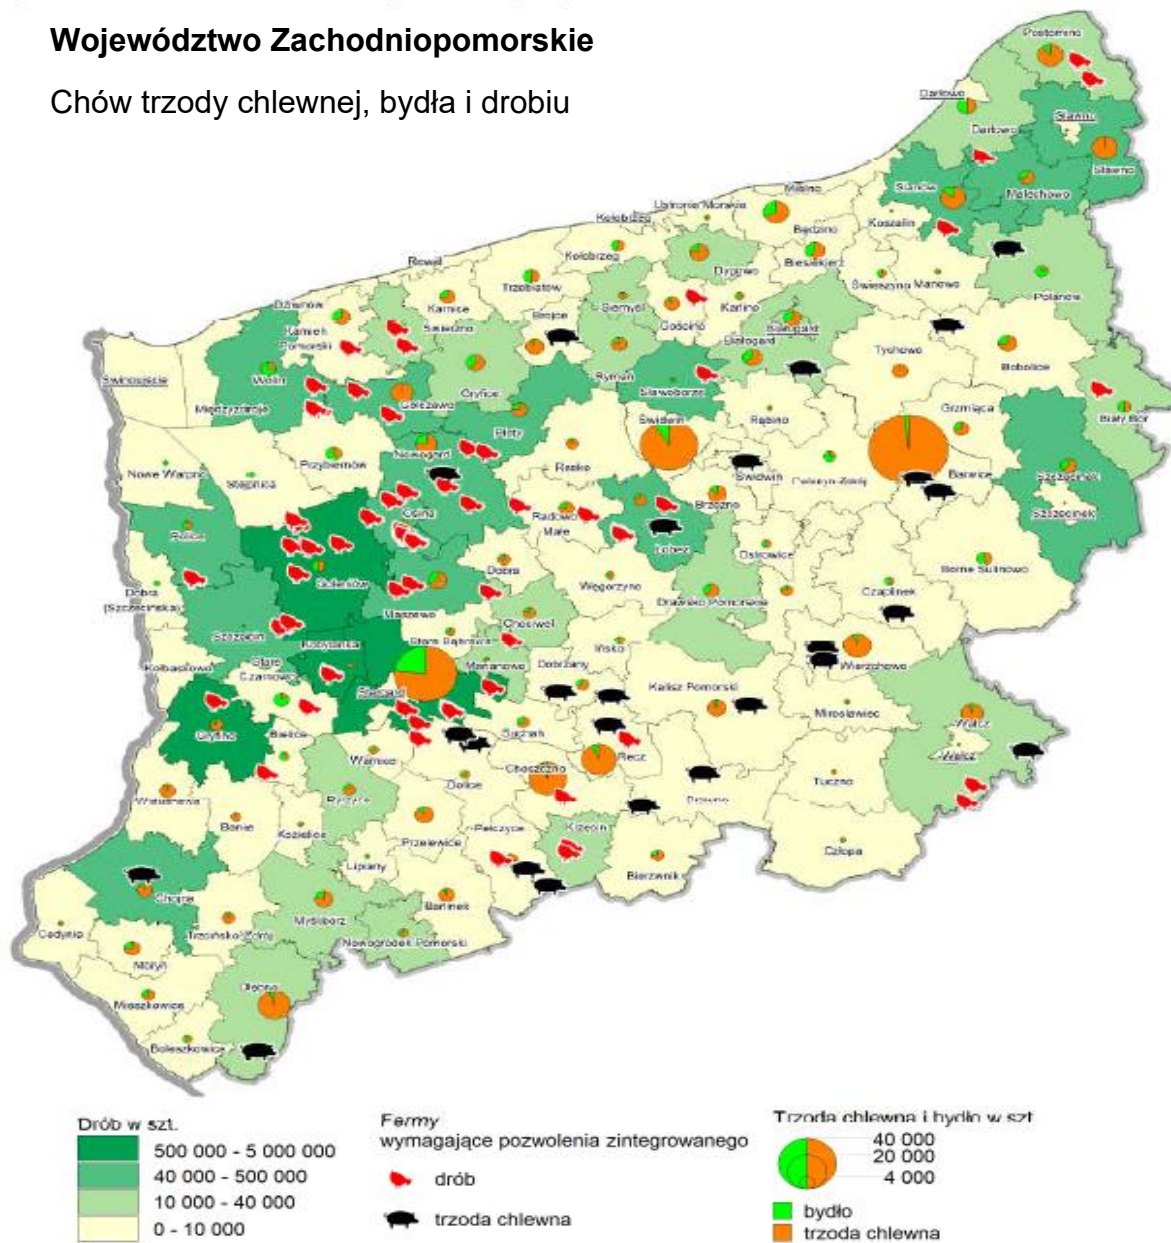 Województwo Zachodniopomorskie
Chów trzody chlewnej, bydła i drobiu
Postomino
Darłowo
Sławno
Darłowo
Sławno
Malechowo
Sianów
Mielno
Ustronie Morskie
Koszalin
Kołobrzeg
Będzino
Kołobrzeg
Biesiekierz
Dygowo
Świeszyno
Manowo
Polanów
Rewal
Trzebiatów
Karnice
Siemyśl
Gościno
Karlino
Białogard
Białogard
Dziwnów
Kamień
Pomorski
Świerzno
Brojce
Tychowo
Bobolice
Świnoujście
Wolin
Międzyzdroje
Golczewo
Gryfice
Rymań
Sławoborze
Rąbino
Grzmiąca
Biały Bór
Płoty
Świdwin
Nowe Warpno
Stepnica
Przybiernów
Nowogard
Resko
Świdwin
Połczyn-Zdrój
Barwice
Szczecinek
Szczecinek
Police
Osina
Radowo
Małe
Łobez
Brzeżno
Ostrowice
Borne Sulinowo
Dobra
(Szczecińska)
Goleniów
Dobra
Węgorzyno
Drawsko Pomorskie
Czaplinek
Maszewo
Chociwel
Szczecin
Kobylanka
Stara Dąbrowa
Ińsko
Kołbaskowo
Stare
Czarnowo
Marianowo
Dobrzany
Wierzchowo
Stargard
Kalisz Pomorski
Mirosławiec
Wałcz
Wałcz
Gryfino
Bielice
Suchań
Recz
Warnice
Choszczno
Dolice
Tuczno
Drawno
Widuchowa
Pyrzyce
Banie
Kozielice
Przelewice
Pełczyce
Krzęcin
Człopa
Lipiany
Bierzwnik
Chojna
Barlinek
Cedynia
Trzcińsko-Zdrój
Myślibórz
Nowogródek Pomorski
Moryń
Mieszkowice
Dębno
Boleszkowice
Drób w szt.
500 000 - 5 000 000
40 000 - 500 000
10 000 - 40 000
0 - 10 000
Fermy
wymagające pozwolenia zintegrowanego
drób
trzoda chlewna
Trzoda chlewna i bydło w szt
40 000
20 000
4 000
bydło
trzoda chlewna